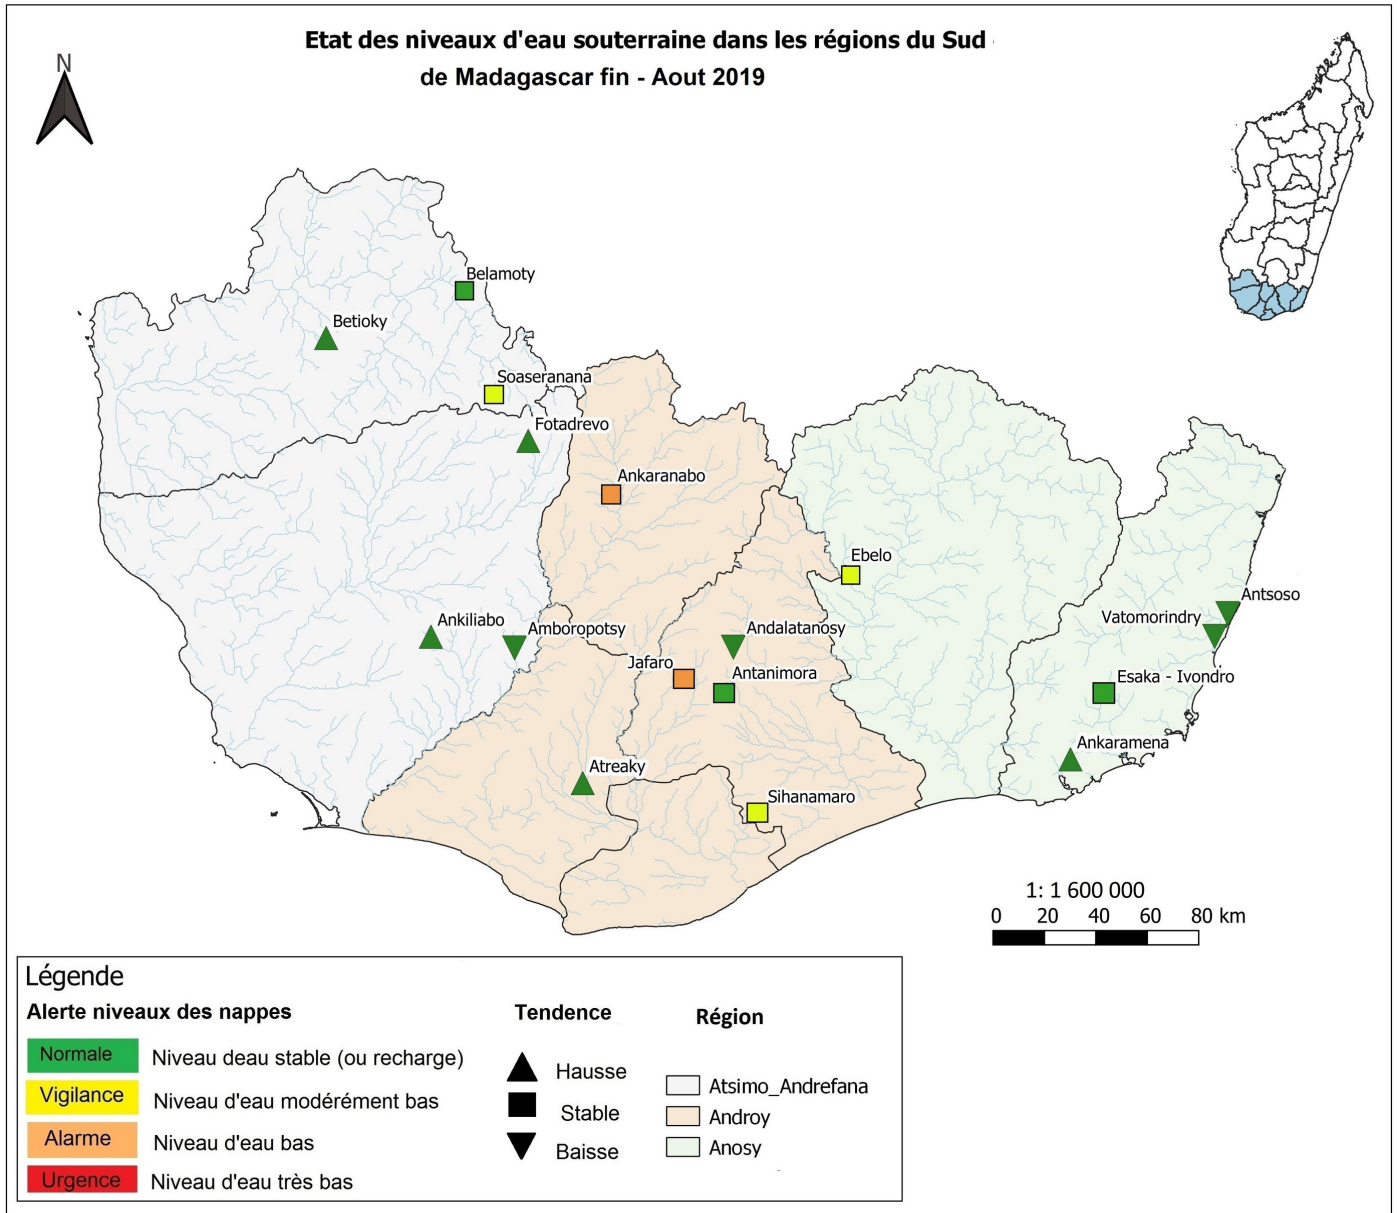 Etat des niveaux d'eau souterraine dans les régions du Sud
de Madagascar fin - Aout 2019
N
Belamoty
Betioky
Soaseranana
Fotadrevo
Ankaranabo
Ebelo
Antsoso
Vatomorindry
Ankiliabo
Amboropotsy
Andalatanosy
Jafaro
Antanimora
Esaka - Ivondro
Ankaramena
Atreaky
Sihanamaro
1: 1 600 000
0 20 40 60 80 km
Légende
Alerte niveaux des nappes
Normale Niveau deau stable (ou recharge)
Vigilance Niveau d'eau modérément bas
Alarme Niveau d'eau bas
Urgence Niveau d'eau très bas
Tendence
Hausse
Stable
Baisse
Région
Atsimo_Andrefana
Androy
Anosy